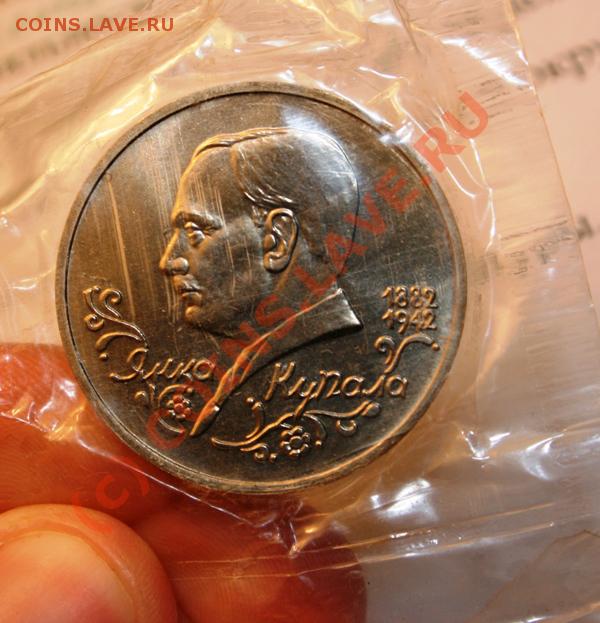 COINS.LAVE.RU
1882
1942
Янка Купала
(c) COINS.LAVE.RU